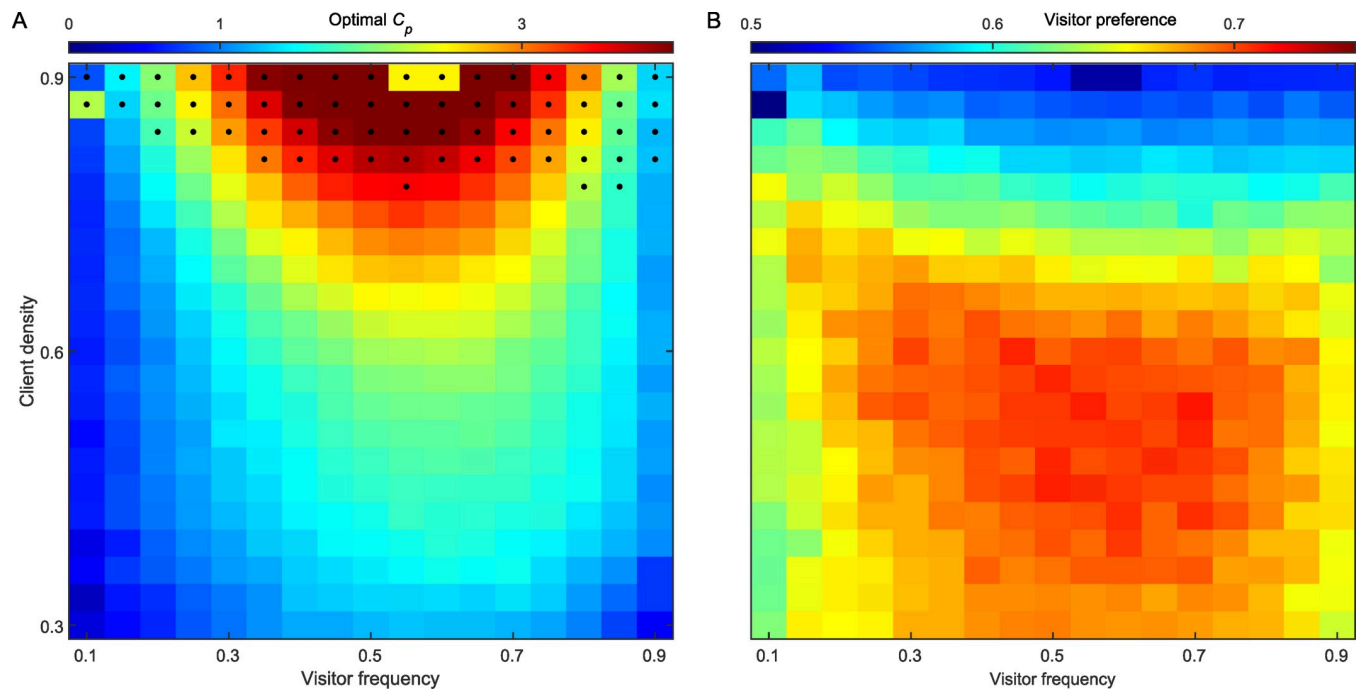 A
Optimal Cp
0 1 3
Client density
0.9
0.6
0.3
0.1 0.3 0.5 0.7 0.9
Visitor frequency
B
Visitor preference
0.5 0.6 0.7
0.1 0.3 0.5 0.7 0.9
Visitor frequency